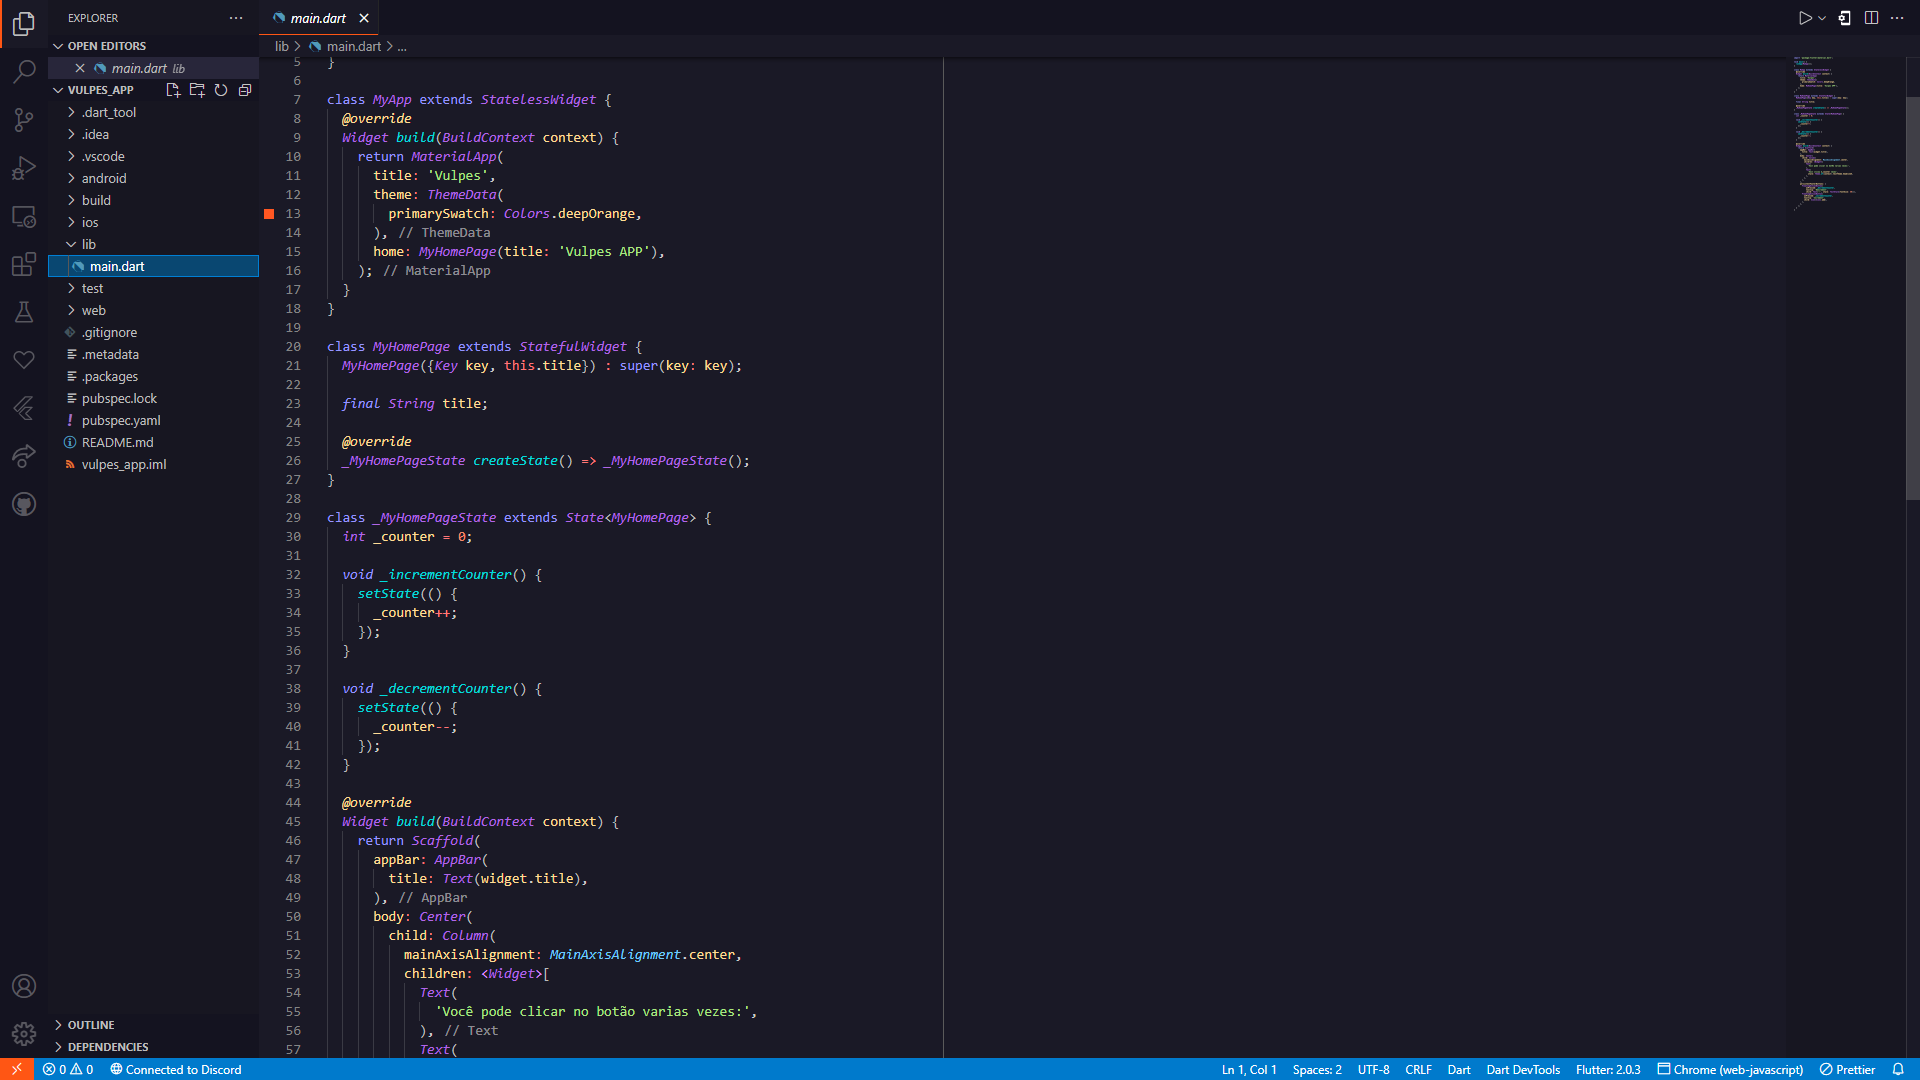 EXPLORER
OPEN EDITORS
main.dart lib
VULPES_APP
.dart_tool
.idea
.vscode
android
build
ios
lib
main.dart
test
web
.gitignore
.metadata
.packages
pubspec.lock
pubspec.yaml
README.md
vulpes_app.iml
OUTLINE
DEPENDENCIES
main.dart
lib > main.dart > ...
5 }
6
7 class MyApp extends StatelessWidget {
8 @override
9 Widget build(BuildContext context) {
10 return MaterialApp(
11 title: 'Vulpes',
12 theme: ThemeData(
13 primarySwatch: Colors.deepOrange,
14 ), // ThemeData
15 home: MyHomePage(title: 'Vulpes APP'),
16 ); // MaterialApp
17 }
18 }
19
20 class MyHomePage extends StatefulWidget {
21 MyHomePage({Key key, this.title}) : super(key: key);
22
23 final String title;
24
25 @override
26 _MyHomePageState createState() => _MyHomePageState();
27 }
28
29 class _MyHomePageState extends State<MyHomePage> {
30 int _counter = 0;
31
32 void _incrementCounter() {
33 setState(() {
34 _counter++;
35 });
36 }
37
38 void _decrementCounter() {
39 setState(() {
40 _counter--;
41 });
42 }
43
44 @override
45 Widget build(BuildContext context) {
46 return Scaffold(
47 appBar: AppBar(
48 title: Text(widget.title),
49 ), // AppBar
50 body: Center(
51 child: Column(
52 mainAxisAlignment: MainAxisAlignment.center,
53 children: <Widget>[
54 Text(
55 'Você pode clicar no botão varias vezes:',
56 ), // Text
57 Text(
0 0 Connected to Discord
Ln 1, Col 1 Spaces: 2 UTF-8 CRLF Dart Dart DevTools Flutter: 2.0.3 Chrome (web-javascript) Prettier